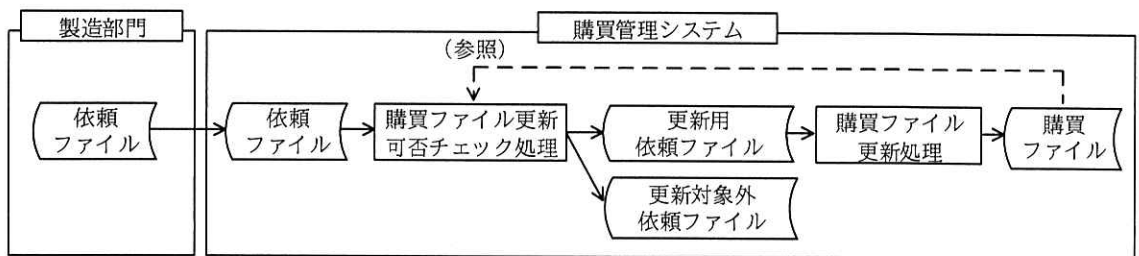 製造部門
購買管理システム
（参照）
依頼
ファイル
依頼
ファイル
購買ファイル更新
可否チェック処理
更新用
依頼ファイル
購買ファイル
更新処理
購買
ファイル
更新対象外
依頼ファイル